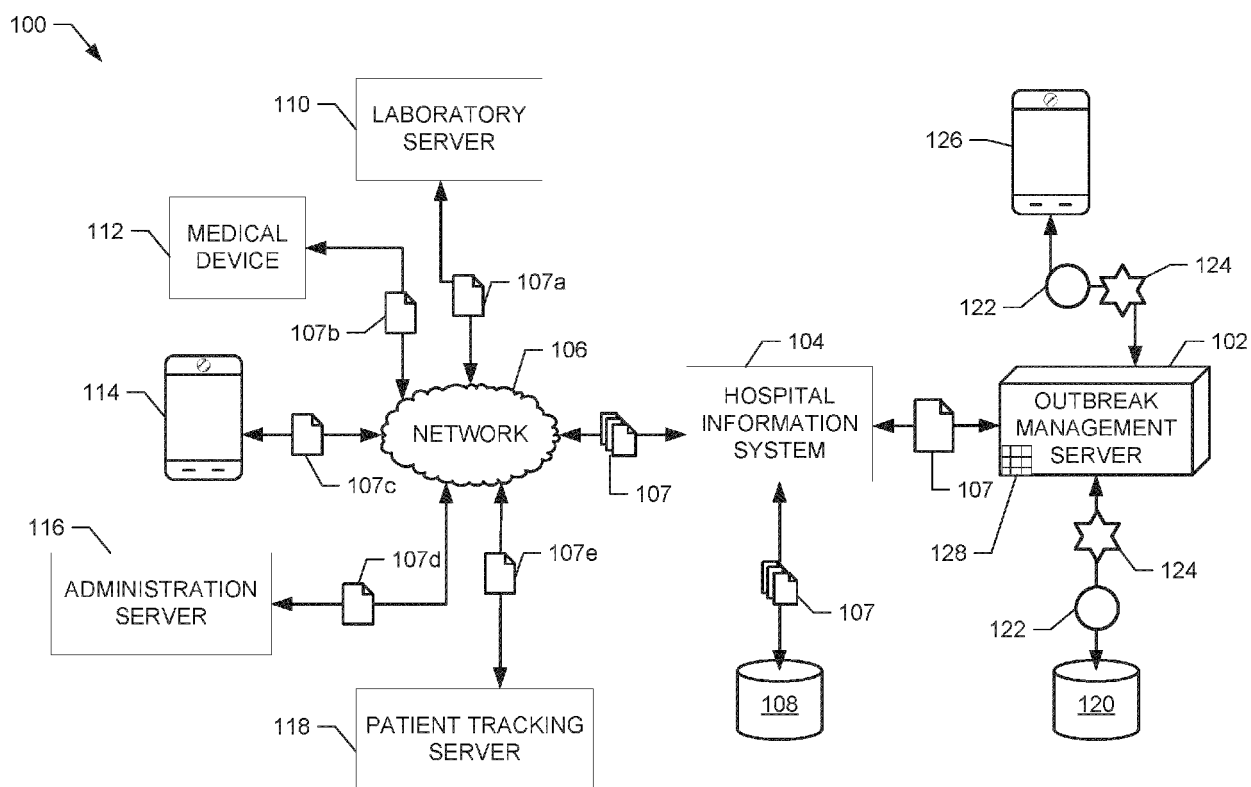 100
110
LABORATORY
SERVER
126
112
MEDICAL
DEVICE
107a
107b
122
124
106
104
102
114
NETWORK
107c
107
HOSPITAL
INFORMATION
SYSTEM
107
OUTBREAK
MANAGEMENT
SERVER
128
116
107d
107e
124
ADMINISTRATION
SERVER
107
122
118
PATIENT TRACKING
SERVER
108
120